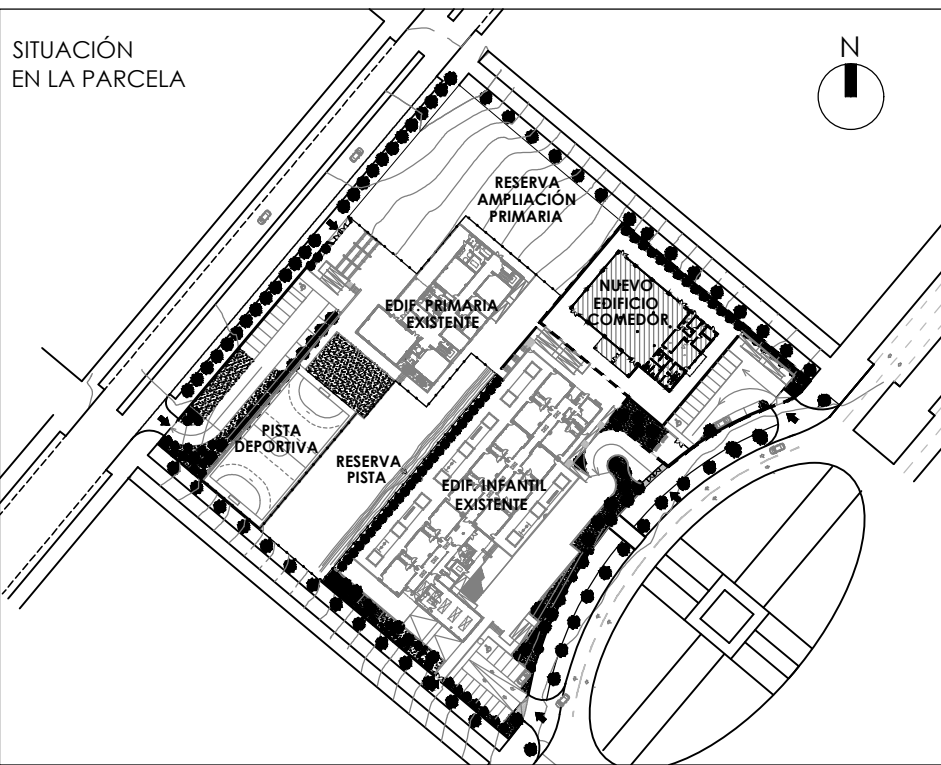 SITUACIÓN
EN LA PARCELA
N
RESERVA
AMPLIACIÓN
PRIMARIA
NUEVO
EDIFICIO
COMEDOR
EDIF. PRIMARIA
EXISTENTE
PISTA
DEPORTIVA
RESERVA
PISTA
EDIF. INFANTIL
EXISTENTE